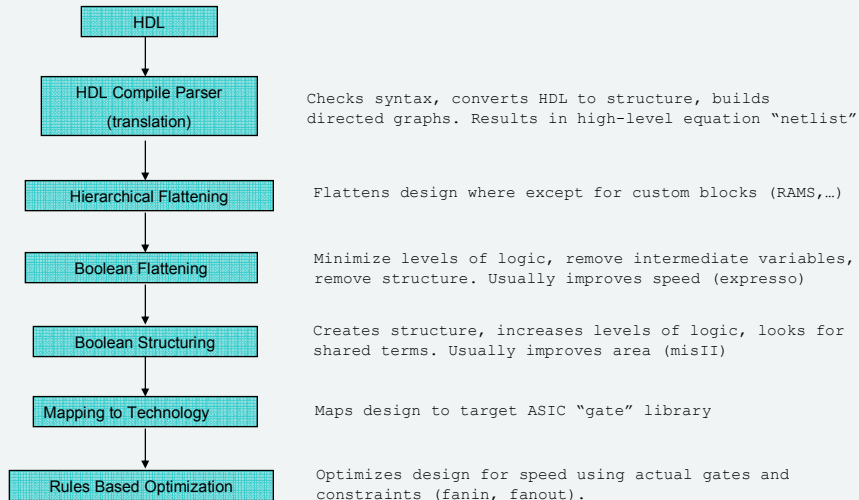 HDL
HDL Compile Parser
(translation)
Checks syntax, converts HDL to structure, builds
directed graphs. Results in high-level equation “netlist”
Hierarchical Flattening
Flattens design where except for custom blocks (RAMS,…)
Boolean Flattening
Minimize levels of logic, remove intermediate variables,
remove structure. Usually improves speed (expresso)
Boolean Structuring
Creates structure, increases levels of logic, looks for
shared terms. Usually improves area (misII)
Mapping to Technology
Maps design to target ASIC “gate” library
Rules Based Optimization
Optimizes design for speed using actual gates and
constraints (fanin, fanout).